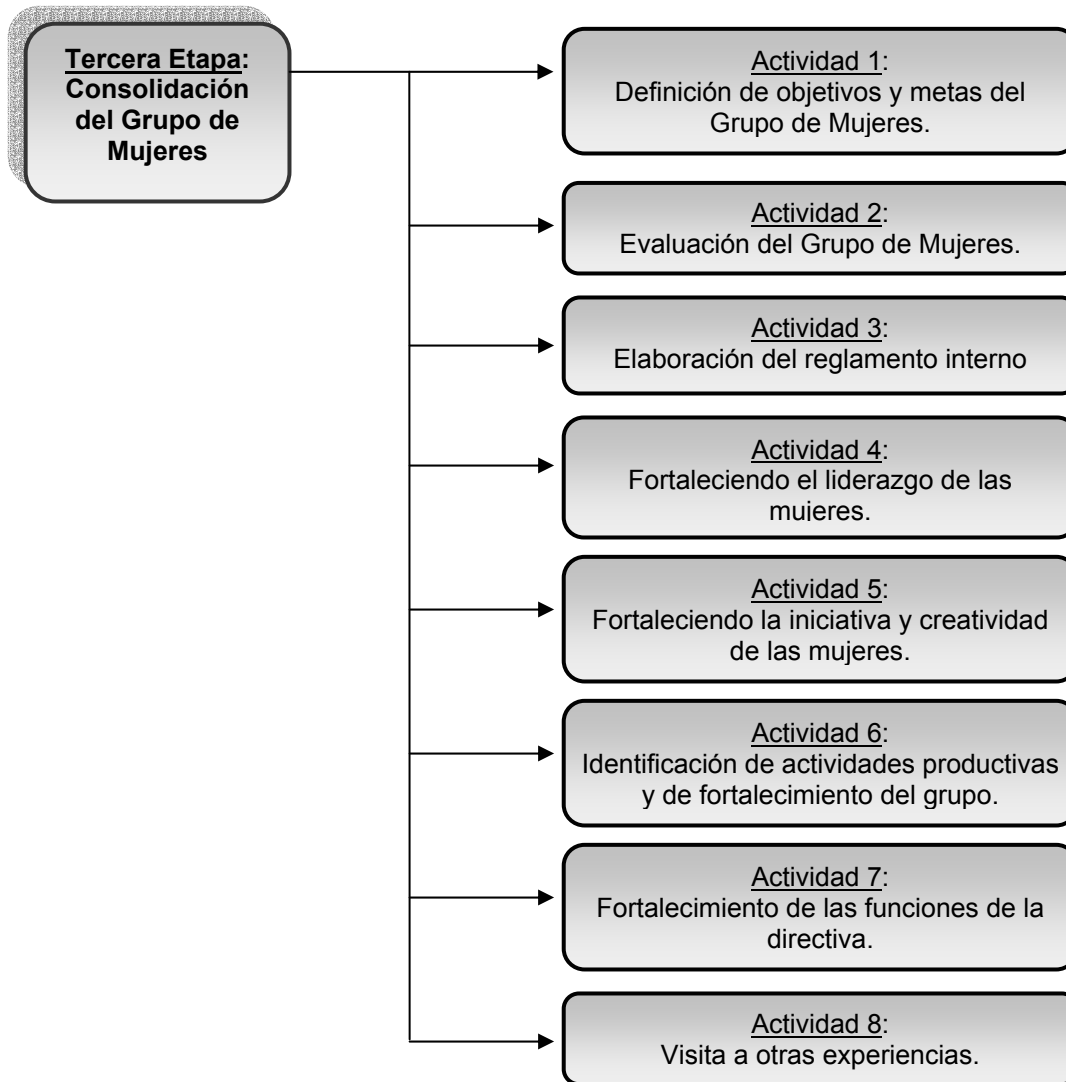 Tercera Etapa:
Consolidación
del Grupo de
Mujeres
Actividad 1:
Definición de objetivos y metas del
Grupo de Mujeres.
Actividad 2:
Evaluación del Grupo de Mujeres.
Actividad 3:
Elaboración del reglamento interno
Actividad 4:
Fortaleciendo el liderazgo de las
mujeres.
Actividad 5:
Fortaleciendo la iniciativa y creatividad
de las mujeres.
Actividad 6:
Identificación de actividades productivas
y de fortalecimiento del grupo.
Actividad 7:
Fortalecimiento de las funciones de la
directiva.
Actividad 8:
Visita a otras experiencias.